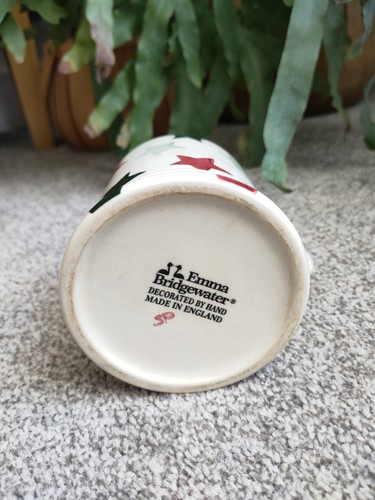 Emma
Bridgewater®
DECORATED BY HAND
MADE IN ENGLAND